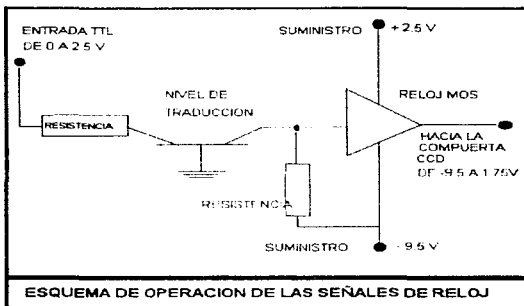 ENTRADA TTL
DE 0 A 2.5 V
SUMINISTRO
+ 2.5 V
NIVEL DE
TRADUCCION
RELOJ MOS
RESISTENCIA
HACIA LA
COMPUERTA
CCD
DE -9.5 A 1.75V
RESISTENCIA
SUMINISTRO
- 9.5 V
ESQUEMA DE OPERACION DE LAS SEÑALES DE RELOJ